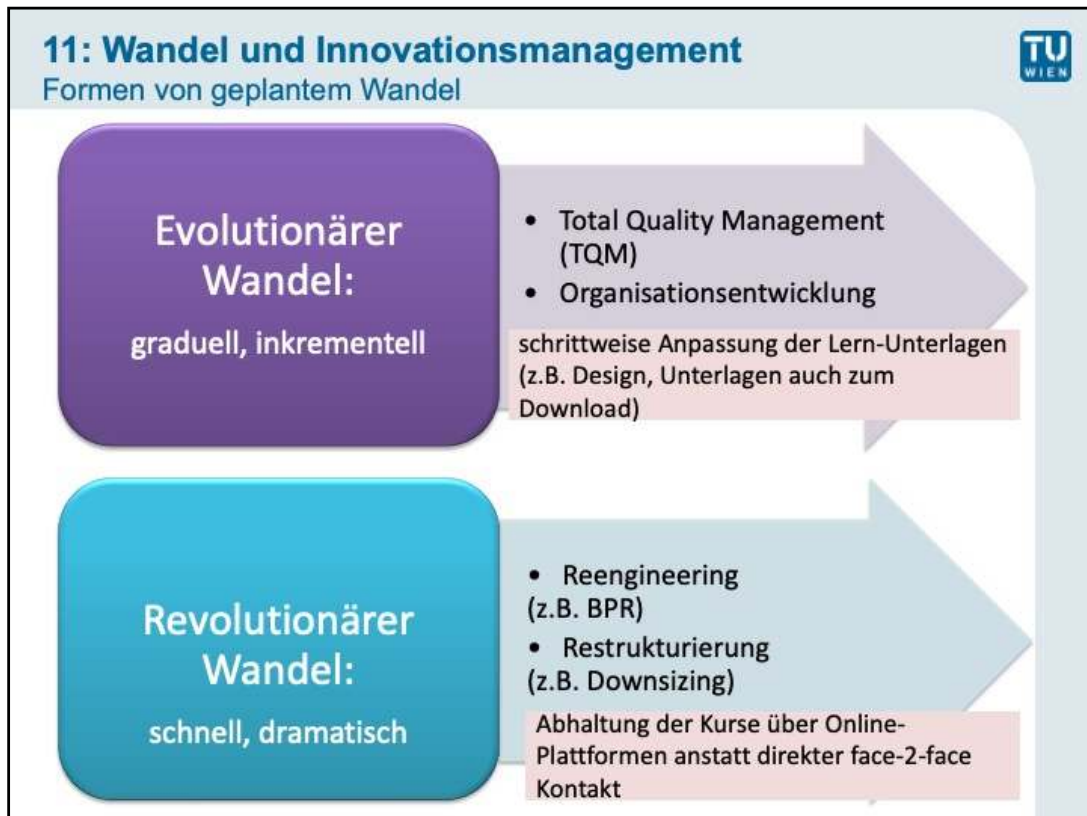 11: Wandel und Innovationsmanagement
Formen von geplantem Wandel
TU
WIEN
Evolutionärer
Wandel:
graduell, inkrementell
• Total Quality Management
(TQM)
• Organisationsentwicklung
schrittweise Anpassung der Lern-Unterlagen
(z.B. Design, Unterlagen auch zum
Download)
Revolutionärer
Wandel:
schnell, dramatisch
• Reengineering
(z.B. BPR)
• Restrukturierung
(z.B. Downsizing)
Abhaltung der Kurse über Online-
Plattformen anstatt direkter face-2-face
Kontakt